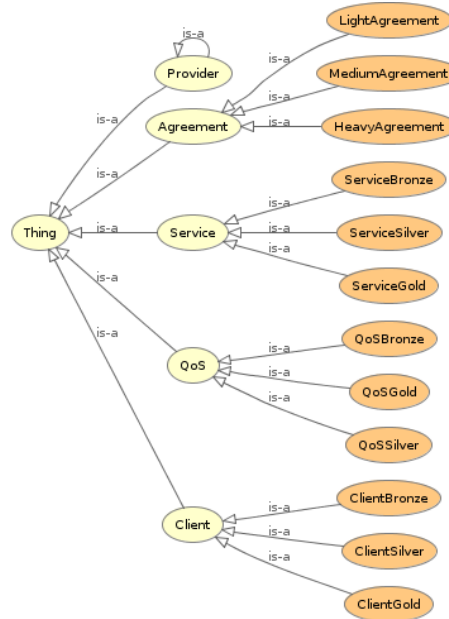 LightAgreement
is-a
Provider
is-a
MediumAgreement
is-a
is-a
Agreement
is-a
HeavyAgreement
is-a
is-a
ServiceBronze
is-a
Thing
is-a
Service
is-a
ServiceSilver
is-a
ServiceGold
is-a
QoSBronze
is-a
is-a
QoS
is-a
QoSGold
is-a
QoSSilver
ClientBronze
is-a
Client
is-a
ClientSilver
is-a
ClientGold